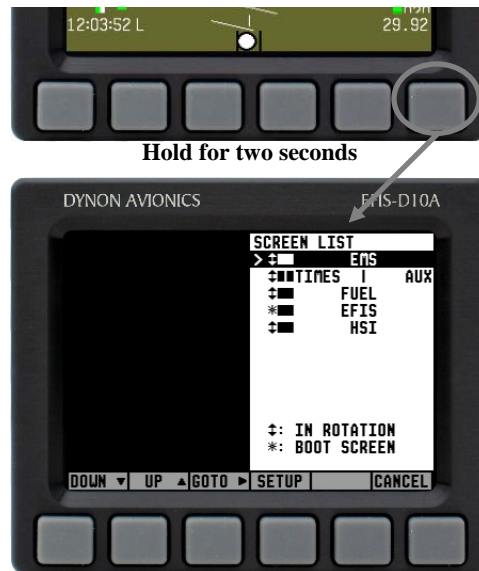 12:03:52 L
29.92
Hold for two seconds
DYNON AVIONICS EFIS-D10A
SCREEN LIST
> ↕ EMS
↕ TIMES | AUX
↕ FUEL
* EFIS
↕ HSI
↕: IN ROTATION
*: BOOT SCREEN
DOWN ▼ UP ▲ GOTO ► SETUP CANCEL